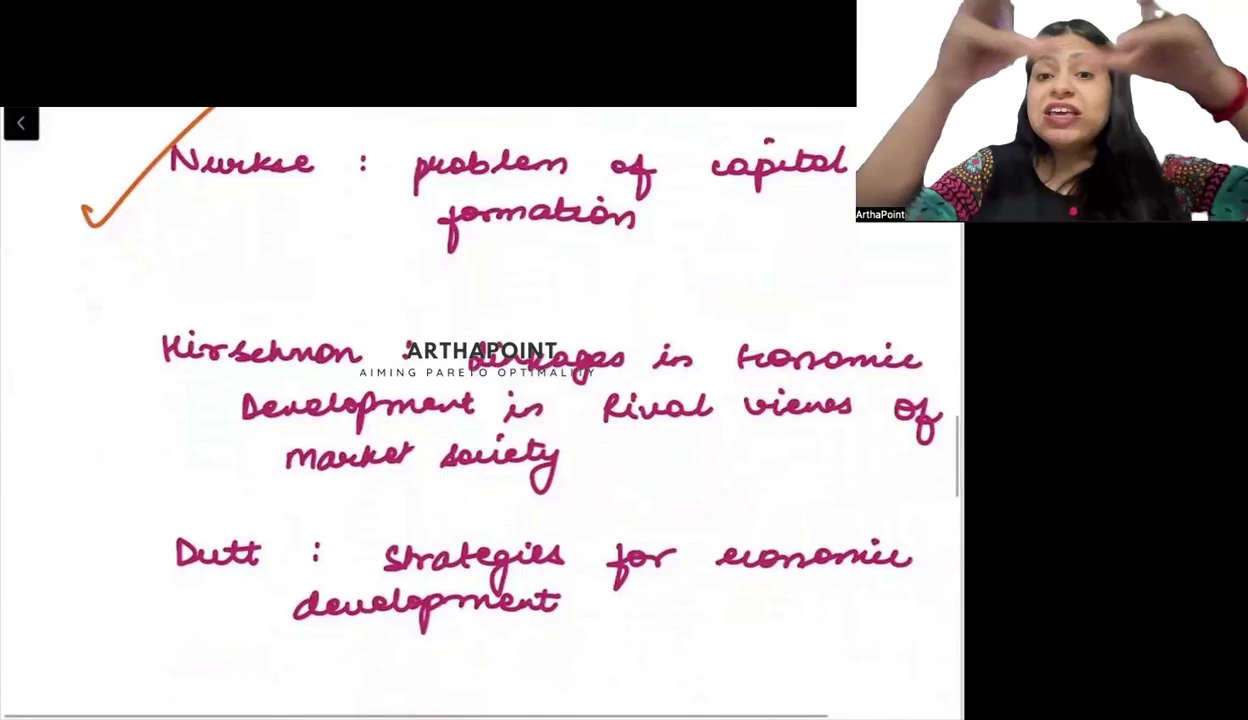 Nurkse : problem of capital
formation
ArthaPoint
Hirschman : linkages in Economic
ARTHAPOINT
AIMING PARETO OPTIMALITY
Development in Rival views of
market society
Dutt : strategies for economic
development